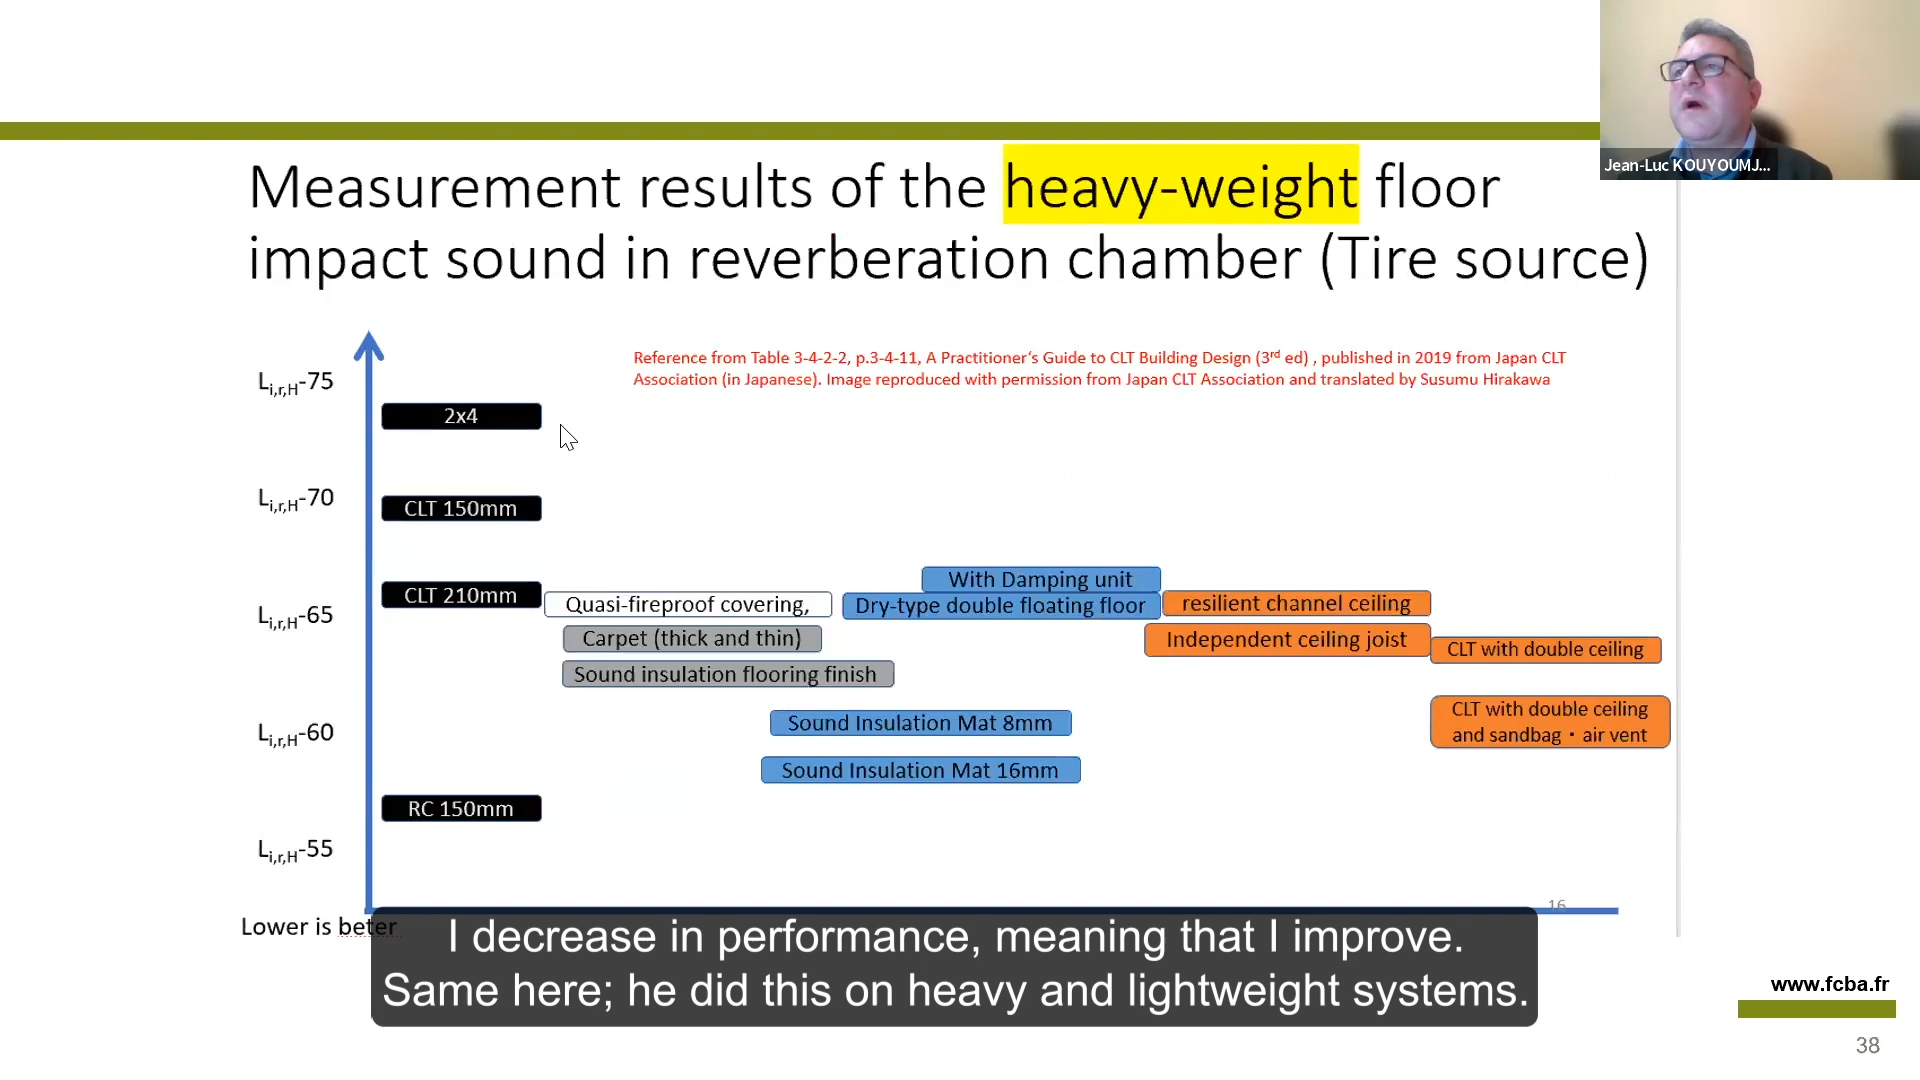 Jean-Luc KOUYOUMJ...
Measurement results of the heavy-weight floor
impact sound in reverberation chamber (Tire source)
Reference from Table 3-4-2-2, p.3-4-11, A Practitioner's Guide to CLT Building Design (3rd ed) , published in 2019 from Japan CLT
Association (in Japanese). Image reproduced with permission from Japan CLT Association and translated by Susumu Hirakawa
Li,r,H-75
2x4
Li,r,H-70
CLT 150mm
With Damping unit
CLT 210mm
Quasi-fireproof covering,
Dry-type double floating floor
resilient channel ceiling
Li,r,H-65
Carpet (thick and thin)
Independent ceiling joist
CLT with double ceiling
Sound insulation flooring finish
Li,r,H-60
Sound Insulation Mat 8mm
CLT with double ceiling
and sandbag・air vent
Sound Insulation Mat 16mm
RC 150mm
Li,r,H-55
16
Lower is beter
I decrease in performance, meaning that I improve.
Same here; he did this on heavy and lightweight systems.
www.fcba.fr
38